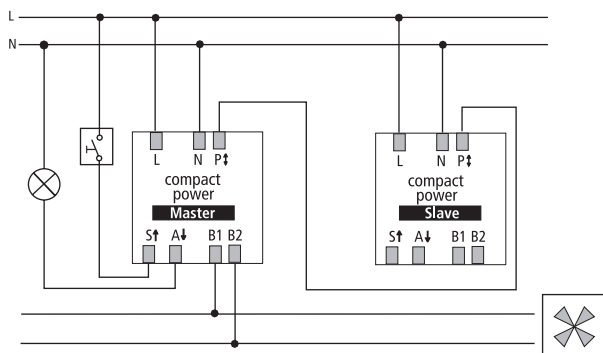 L
N
L N P↕
compact
power
Master
S↑ A↓ B1 B2
L N P↕
compact
power
Slave
S↑ A↓ B1 B2